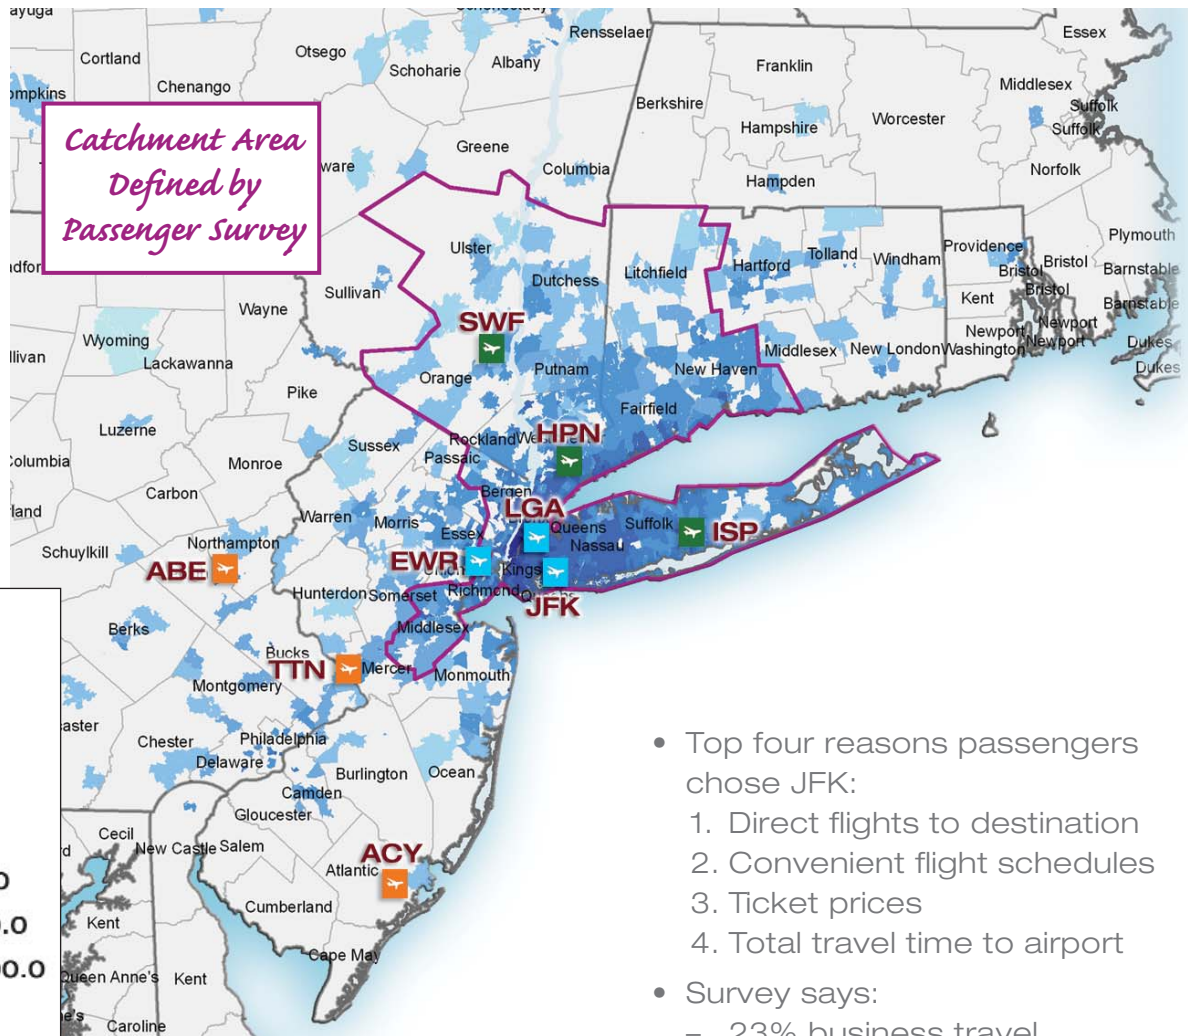 Rensselaer
Essex
Cortland
Otsego
Schoharie
Albany
Franklin
Chenango
Middlesex
Berkshire
Suffolk
Hampshire
Worcester
Suffolk
Catchment Area
Defined by
Passenger Survey
Greene
Columbia
Norfolk
Hampden
Ulster
Plymouth
Providence
Tolland
Windham
Hartford
Litchfield
Dutchess
Bristol
Bristol
Barnstable
Sullivan
Bristol
Kent
Barnstable
Wayne
SWF
Newport
Newport
Wyoming
Washington
Newport
Dukes
Middlesex
New London
Lackawanna
Putnam
New Haven
Dukes
Orange
Pike
Fairfield
Luzerne
Rockland
HPN
Sussex
Passaic
Columbia
Monroe
Carbon
Bergen
LGA
Warren
Morris
Queens
Suffolk
ISP
Essex
Nassau
Northampton
Schuylkill
ABE
EWR
Kings
Hunterdon
Somerset
Richmond
JFK
Middlesex
Berks
Bucks
TTN
Mercer
Monmouth
Montgomery
Chester
Philadelphia
Delaware
Burlington
Ocean
Camden
Gloucester
Cecil
New Castle
Salem
ACY
Atlantic
Cumberland
Kent
Cape May
Queen Anne's
Kent
Caroline
• Top four reasons passengers
chose JFK:
1. Direct flights to destination
2. Convenient flight schedules
3. Ticket prices
4. Total travel time to airport
• Survey says:
– 23% business travel